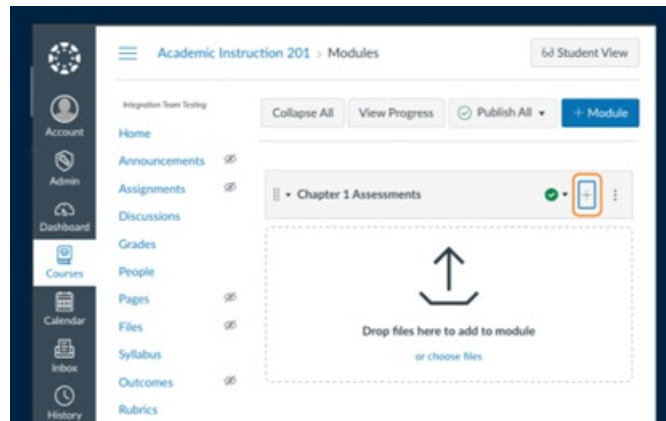 Academic Instruction 201 > Modules
Student View
Integration Team Testing
Collapse All
View Progress
Publish All
+ Module
Account
Admin
Dashboard
Courses
Calendar
Inbox
History
Home
Announcements
Assignments
Discussions
Grades
People
Pages
Files
Syllabus
Outcomes
Rubrics
Chapter 1 Assessments
Drop files here to add to module
or choose files